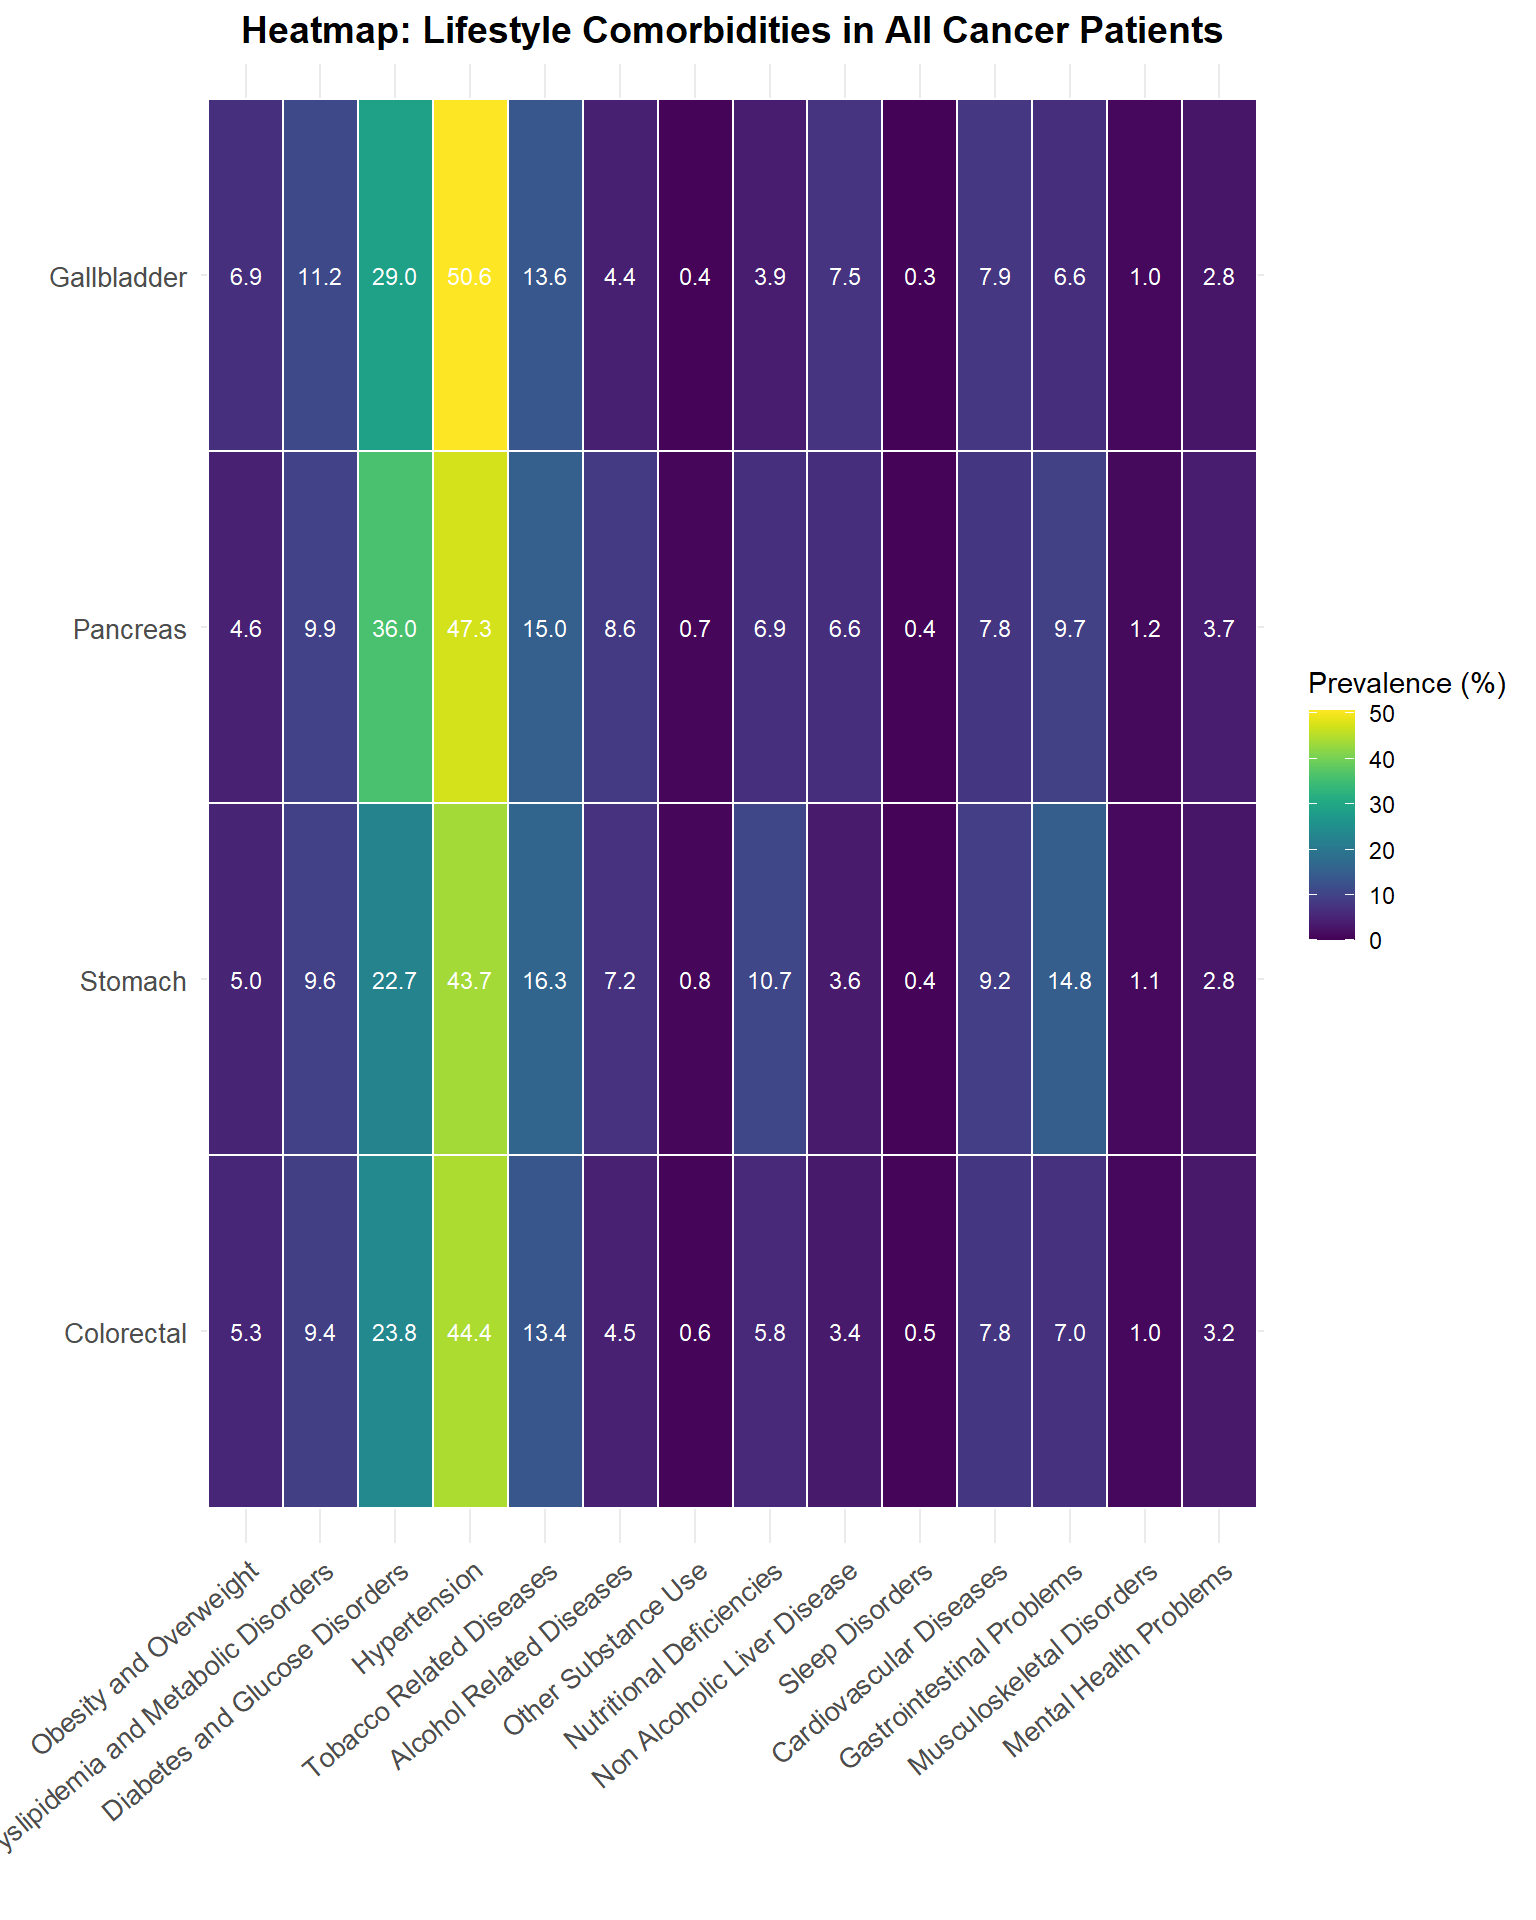 Heatmap: Lifestyle Comorbidities in All Cancer Patients
Gallbladder 6.9 11.2 29.0 50.6 13.6 4.4 0.4 3.9 7.5 0.3 7.9 6.6 1.0 2.8
Pancreas 4.6 9.9 36.0 47.3 15.0 8.6 0.7 6.9 6.6 0.4 7.8 9.7 1.2 3.7
Stomach 5.0 9.6 22.7 43.7 16.3 7.2 0.8 10.7 3.6 0.4 9.2 14.8 1.1 2.8
Colorectal 5.3 9.4 23.8 44.4 13.4 4.5 0.6 5.8 3.4 0.5 7.8 7.0 1.0 3.2
Obesity and Overweight
yslipidemia and Metabolic Disorders
Diabetes and Glucose Disorders
Hypertension
Tobacco Related Diseases
Alcohol Related Diseases
Other Substance Use
Nutritional Deficiencies
Non Alcoholic Liver Disease
Sleep Disorders
Cardiovascular Diseases
Gastrointestinal Problems
Musculoskeletal Disorders
Mental Health Problems
Prevalence (%)
50
40
30
20
10
0